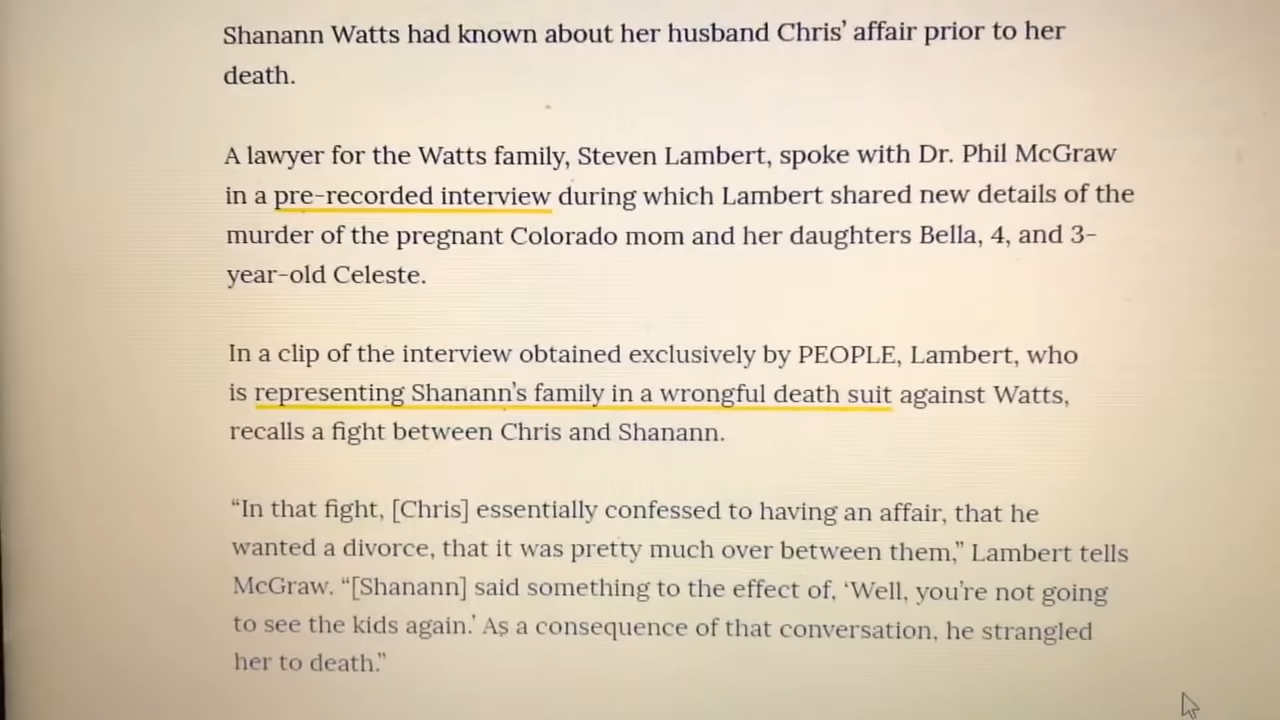 Shanann Watts had known about her husband Chris’ affair prior to her
death.
A lawyer for the Watts family, Steven Lambert, spoke with Dr. Phil McGraw
in a pre-recorded interview during which Lambert shared new details of the
murder of the pregnant Colorado mom and her daughters Bella, 4, and 3-
year-old Celeste.
In a clip of the interview obtained exclusively by PEOPLE, Lambert, who
is representing Shanann’s family in a wrongful death suit against Watts,
recalls a fight between Chris and Shanann.
“In that fight, [Chris] essentially confessed to having an affair, that he
wanted a divorce, that it was pretty much over between them,” Lambert tells
McGraw. “[Shanann] said something to the effect of, ‘Well, you’re not going
to see the kids again.’ As a consequence of that conversation, he strangled
her to death.”